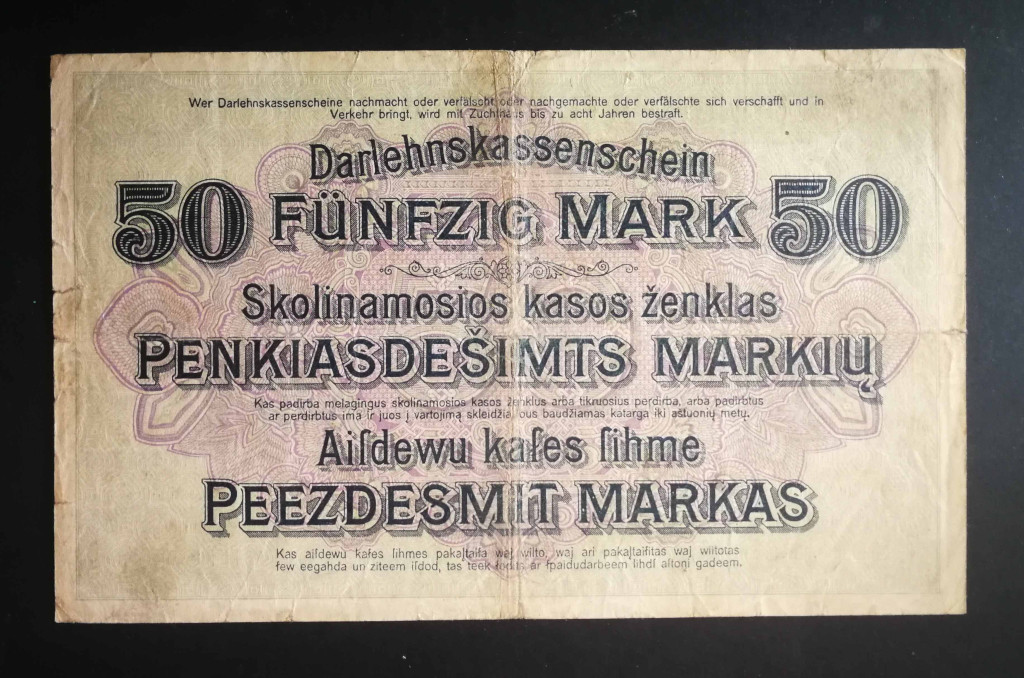 Wer Darlehnskassenscheine nachmacht oder verfälscht oder nachgemachte oder verfälschte sich verschafft und in
Verkehr bringt, wird mit Zuchthaus bis zu acht Jahren bestraft.
Darlehnskassenschein
50 FÜNFZIG MARK 50
Skolinamosios kasos ženklas
PENKIASDEŠIMTS MARKIŲ
Kas padirba melagingus skolinamosios kasos ženklus arba tikruosius perdirba, arba padirbtus
ar perdirbtus ima ir juos į vartojimą skleidžia, bus baudžiamas katarga iki aštuonių metų.
Aiſdewu kaſes ſihme
PEEZDESMIT MARKAS
Kas aiſdewu kaſes ſihmes pakaļtaiſa waj wilto, waj ari pakaļtaiſitas waj wiltotas
ſew eegahda un ziteem iſdod, tas teek ſodits ar ſpaidudarbeem lihdſ aſtoņi gadeem.